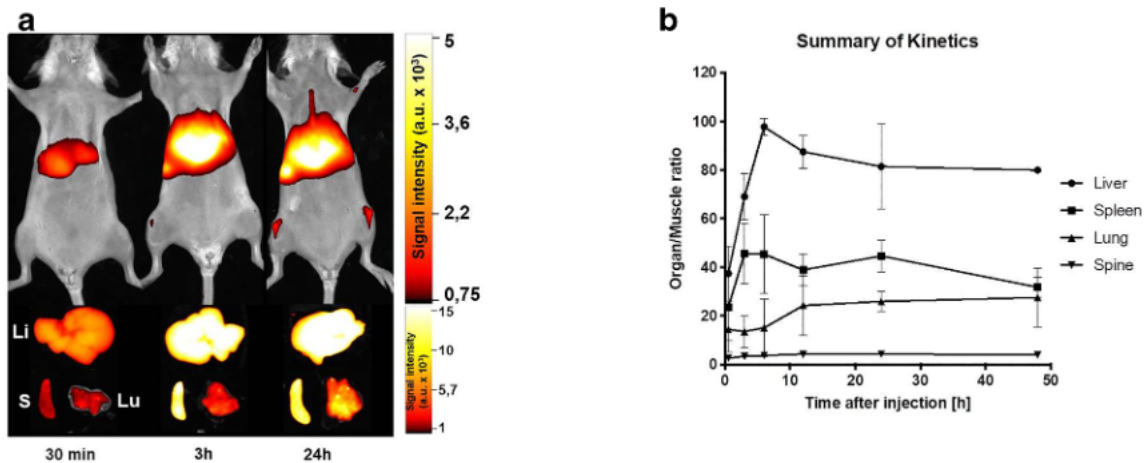 a
Signal intensity (a.u. x 10³)
5
3,6
2,2
0,75
Signal intensity
(a.u. x 10³)
15
10
5,7
1
Li
S
Lu
30 min
3h
24h
b
Summary of Kinetics
Organ/Muscle ratio
120
100
80
60
40
20
0
0
10
20
30
40
50
Time after injection [h]
Liver
Spleen
Lung
Spine